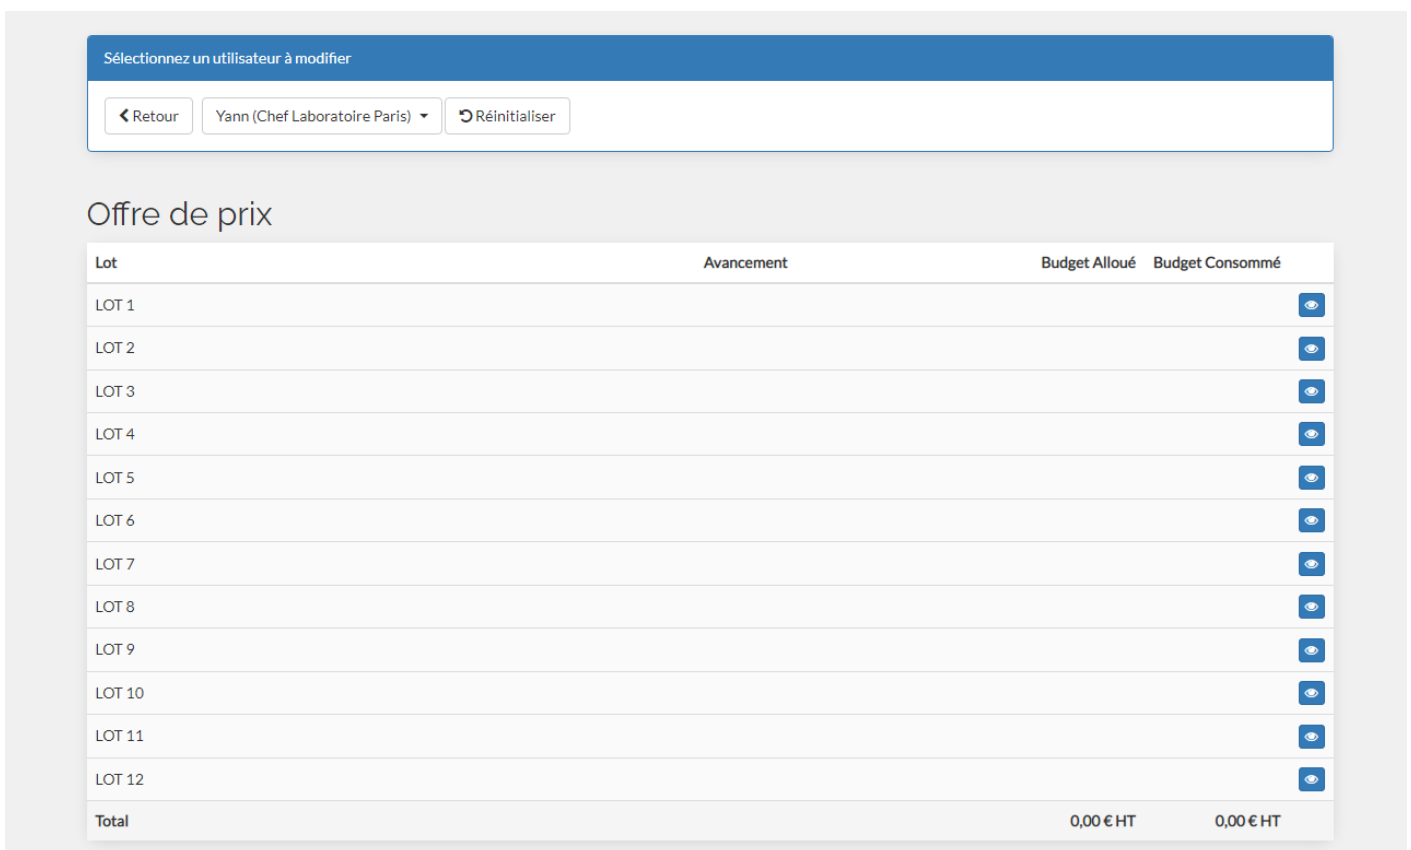 Sélectionnez un utilisateur à modifier
Retour Yann (Chef Laboratoire Paris) Réinitialiser
Offre de prix
Lot Avancement Budget Alloué Budget Consommé
LOT 1
LOT 2
LOT 3
LOT 4
LOT 5
LOT 6
LOT 7
LOT 8
LOT 9
LOT 10
LOT 11
LOT 12
Total 0,00 € HT 0,00 € HT